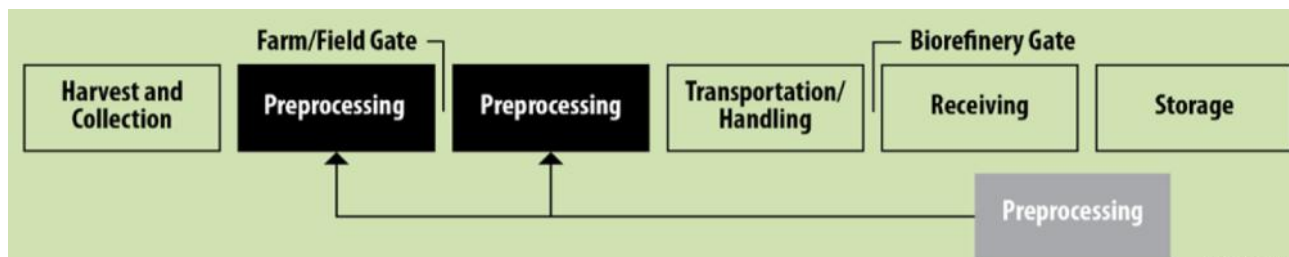 Farm/Field Gate
Biorefinery Gate
Harvest and
Collection
Preprocessing
Preprocessing
Transportation/
Handling
Receiving
Storage
Preprocessing